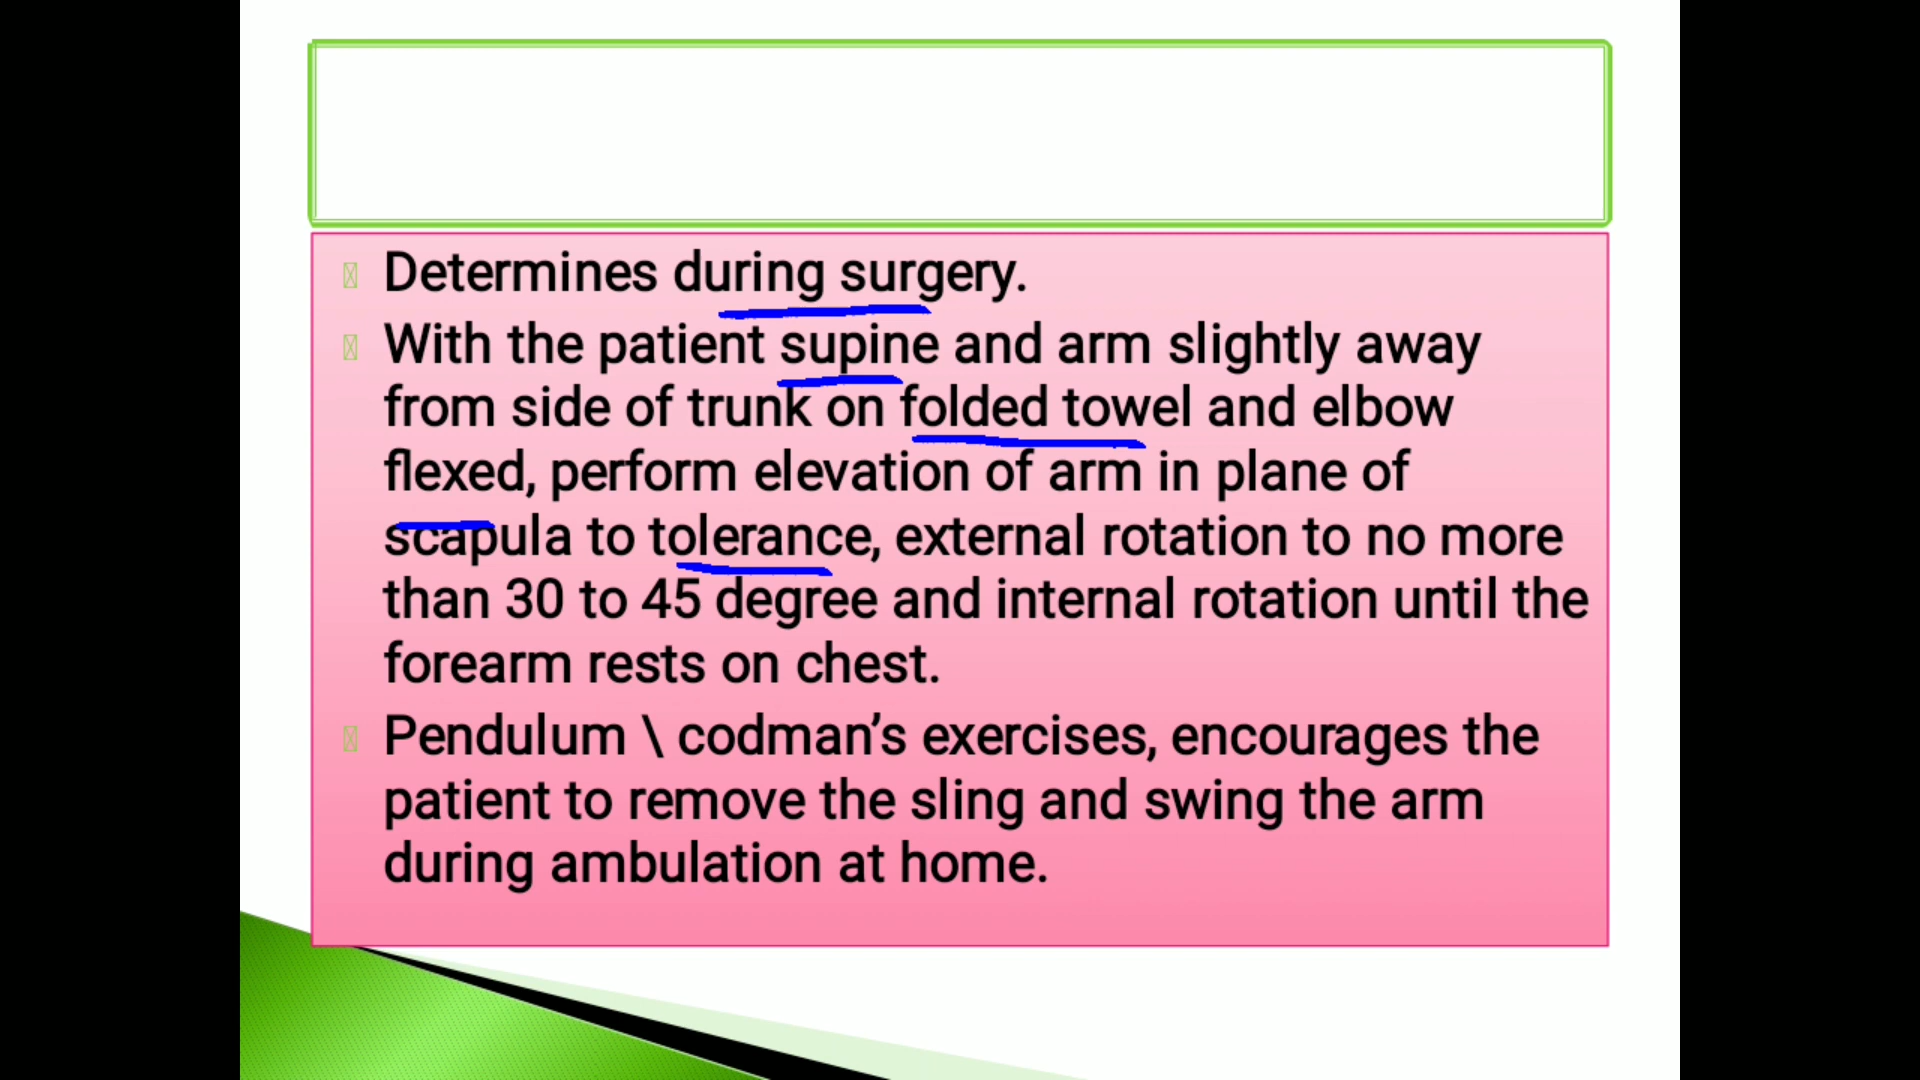 Determines during surgery.
With the patient supine and arm slightly away
from side of trunk on folded towel and elbow
flexed, perform elevation of arm in plane of
scapula to tolerance, external rotation to no more
than 30 to 45 degree and internal rotation until the
forearm rests on chest.
Pendulum \ codman’s exercises, encourages the
patient to remove the sling and swing the arm
during ambulation at home.